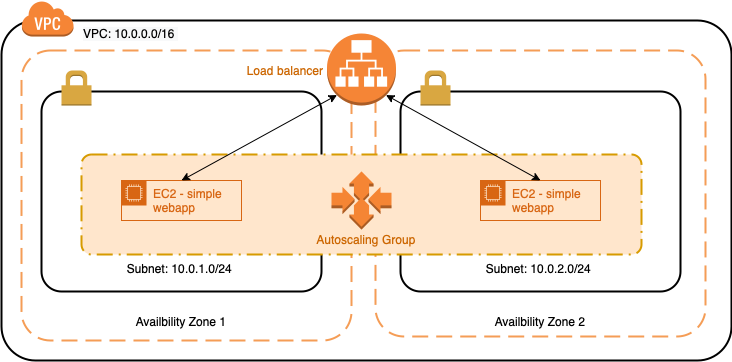 VPC
VPC: 10.0.0.0/16
Load balancer
EC2 - simple
webapp
EC2 - simple
webapp
Autoscaling Group
Subnet: 10.0.1.0/24
Subnet: 10.0.2.0/24
Availbility Zone 1
Availbility Zone 2